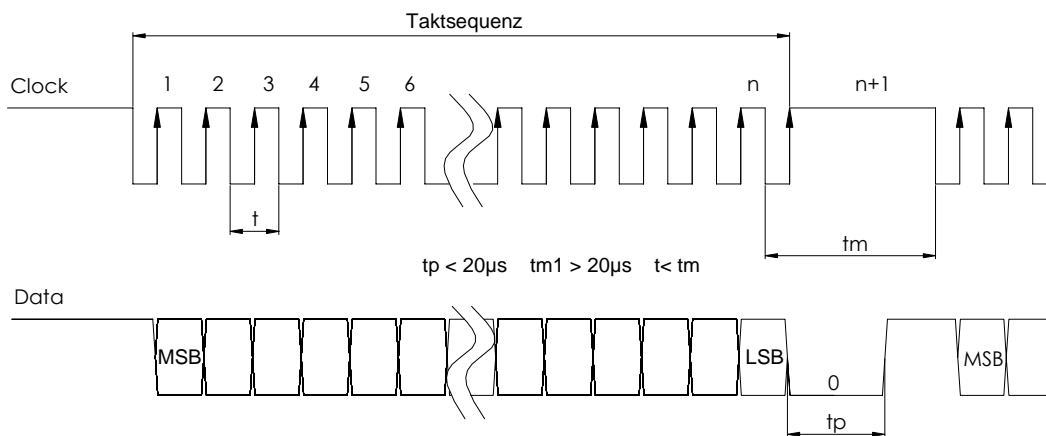 Taktsequenz
Clock
1 2 3 4 5 6 n n+1
t
tm
tp < 20µs tm1 > 20µs t< tm
Data
MSB LSB 0 MSB
tp